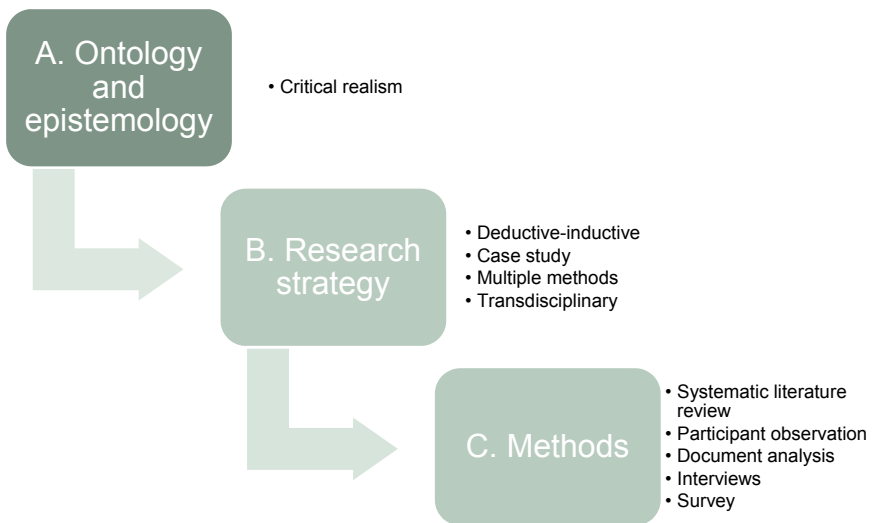 A. Ontology
and
epistemology
• Critical realism
B. Research
strategy
• Deductive-inductive
• Case study
• Multiple methods
• Transdisciplinary
C. Methods
• Systematic literature
review
• Participant observation
• Document analysis
• Interviews
• Survey